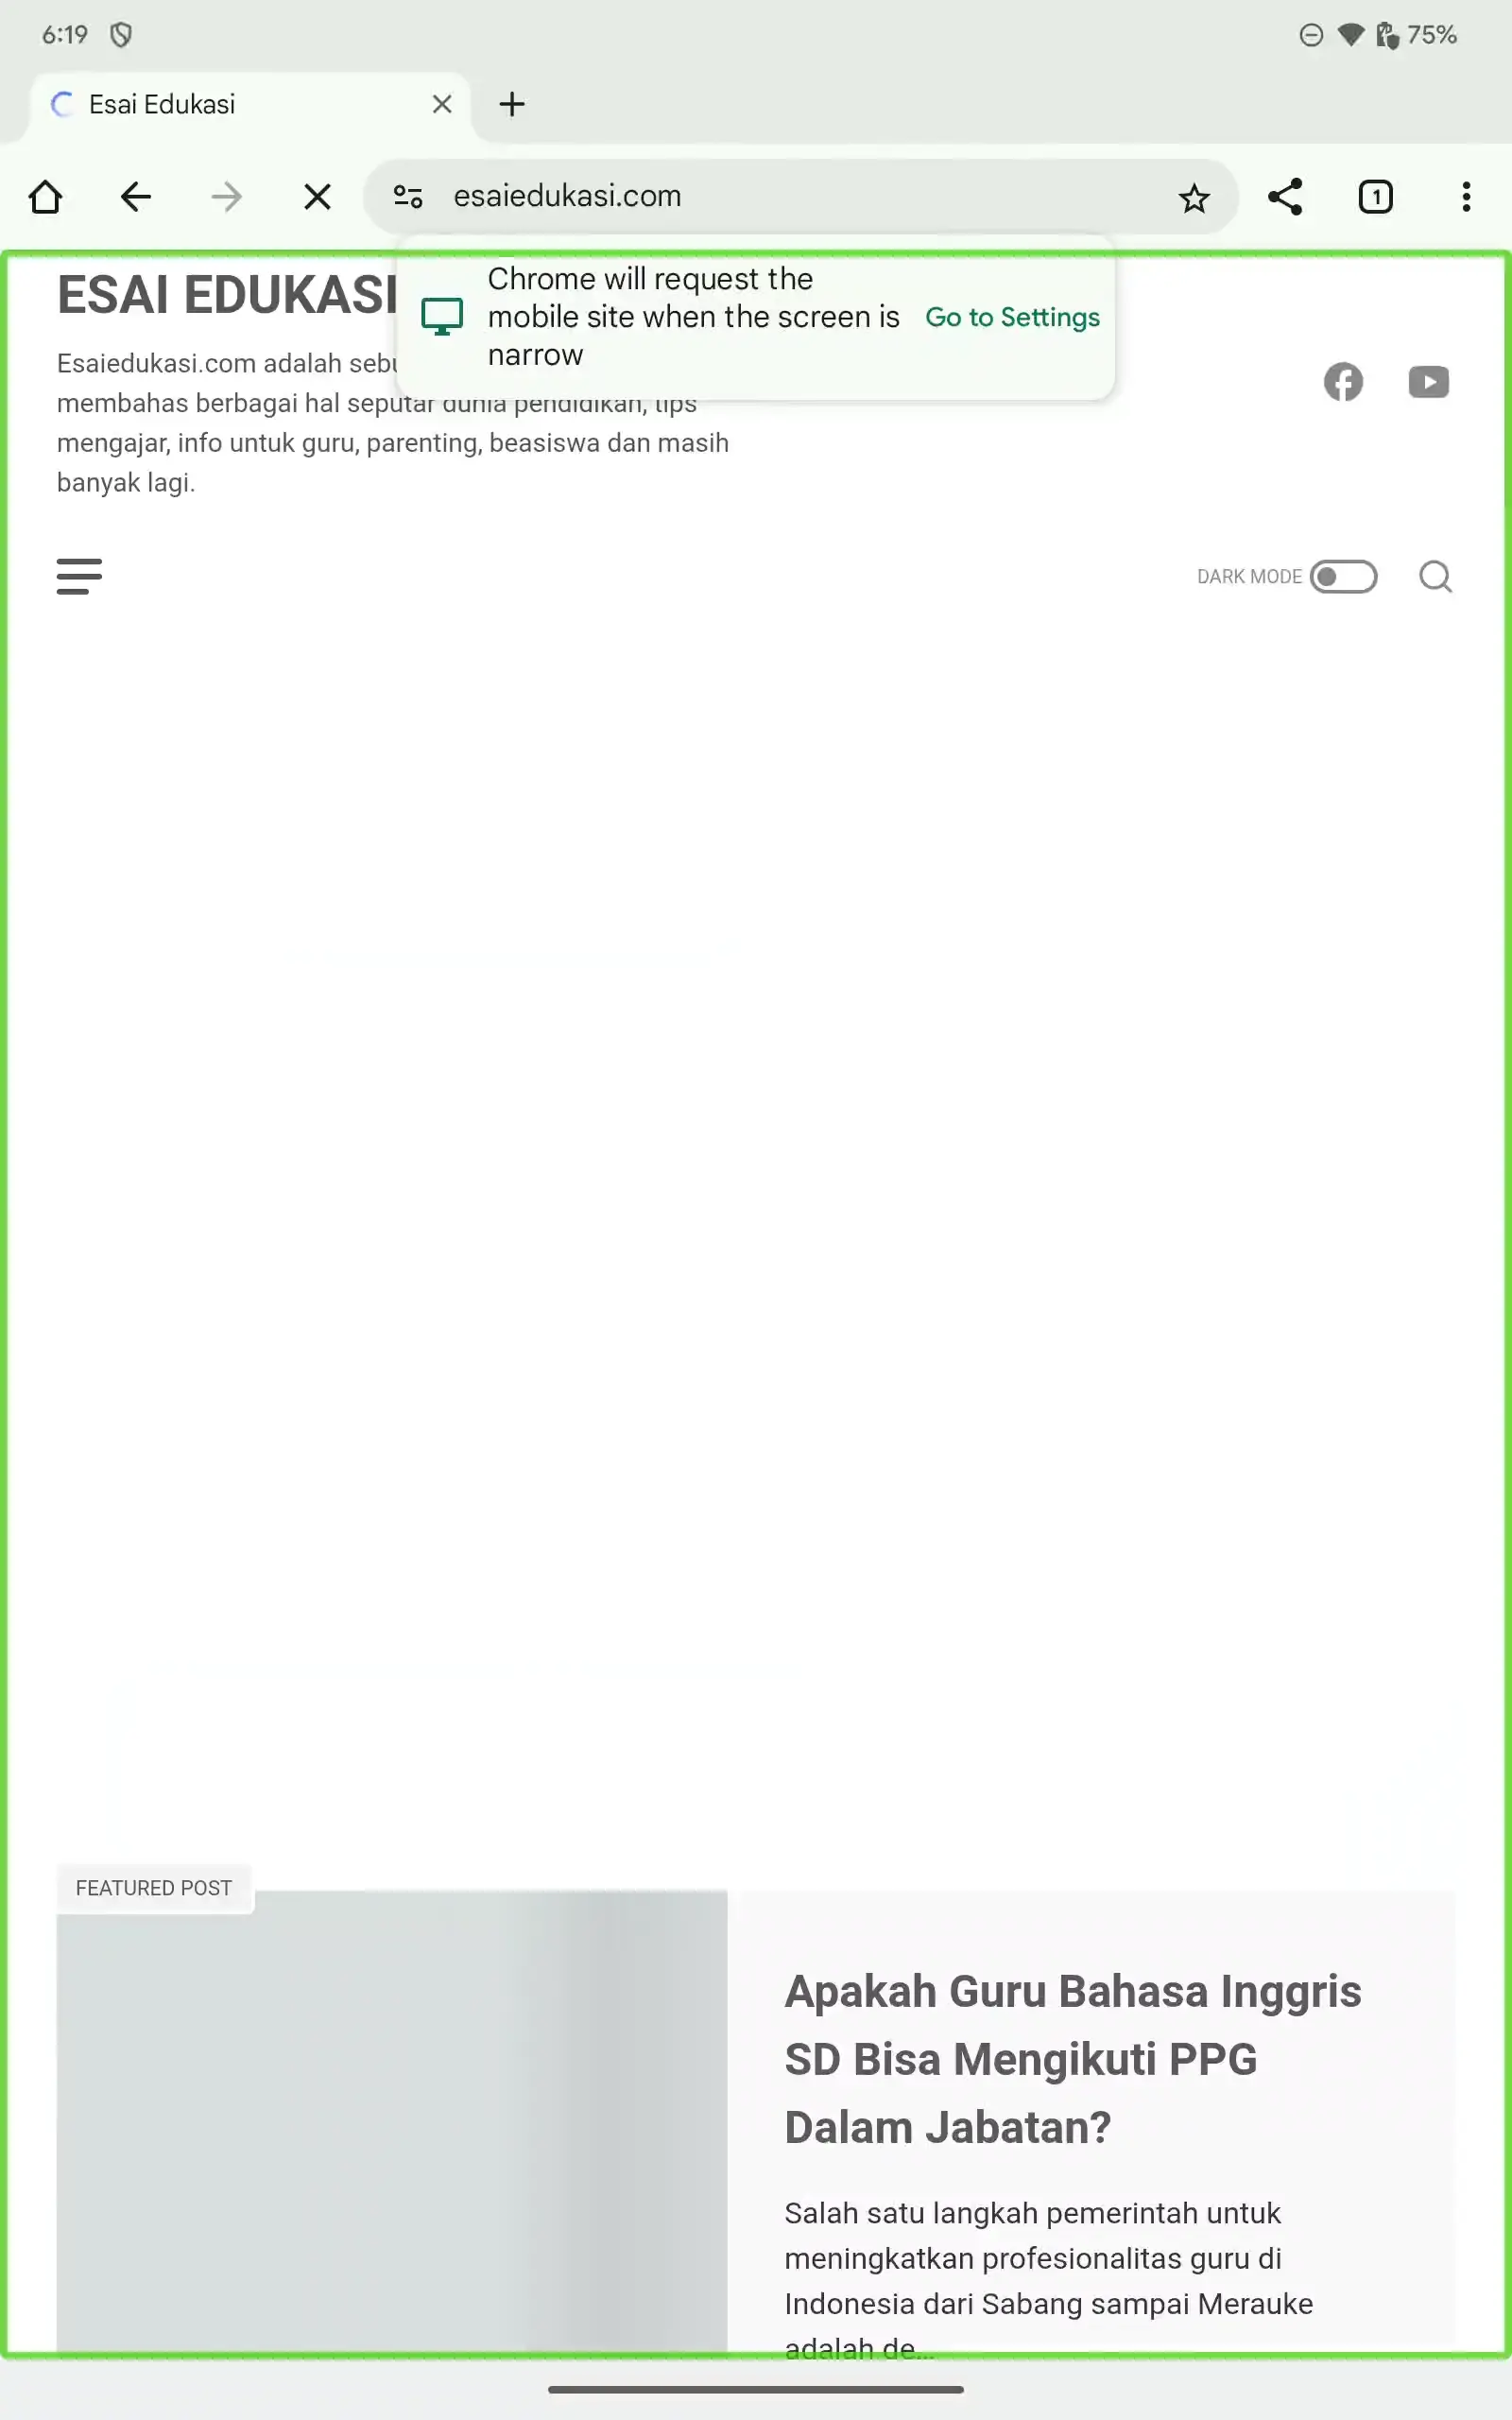 6:19
75%
Esai Edukasi
esaiedukasi.com
1
Chrome will request the
mobile site when the screen is
narrow
Go to Settings
ESAI EDUKASI
Esaiedukasi.com adalah
membahas berbagai hal seputar dunia pendidikan, tips
mengajar, info untuk guru, parenting, beasiswa dan masih
banyak lagi.
DARK MODE
FEATURED POST
Apakah Guru Bahasa Inggris
SD Bisa Mengikuti PPG
Dalam Jabatan?
Salah satu langkah pemerintah untuk
meningkatkan profesionalitas guru di
Indonesia dari Sabang sampai Merauke
adalah de...